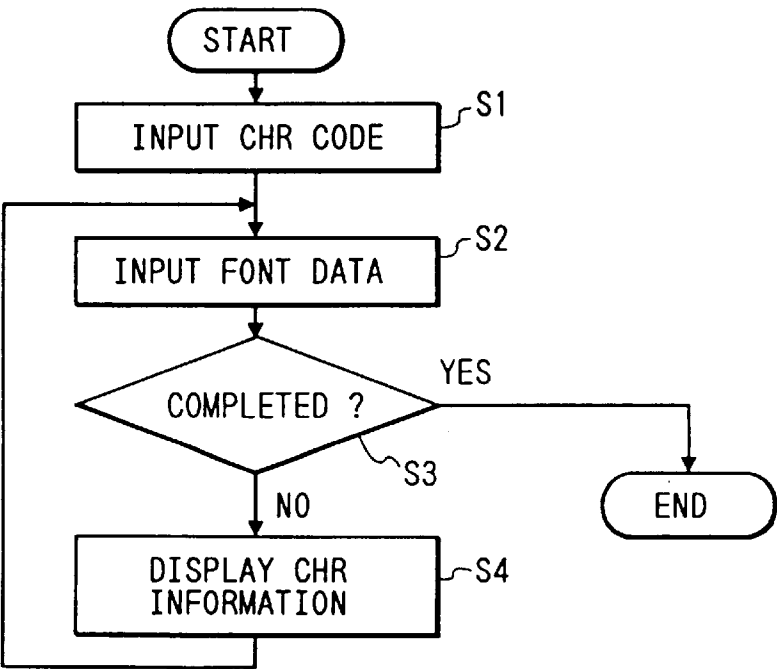 START
INPUT CHR CODE
S1
INPUT FONT DATA
S2
COMPLETED ?
YES
S3
NO
END
DISPLAY CHR
INFORMATION
S4